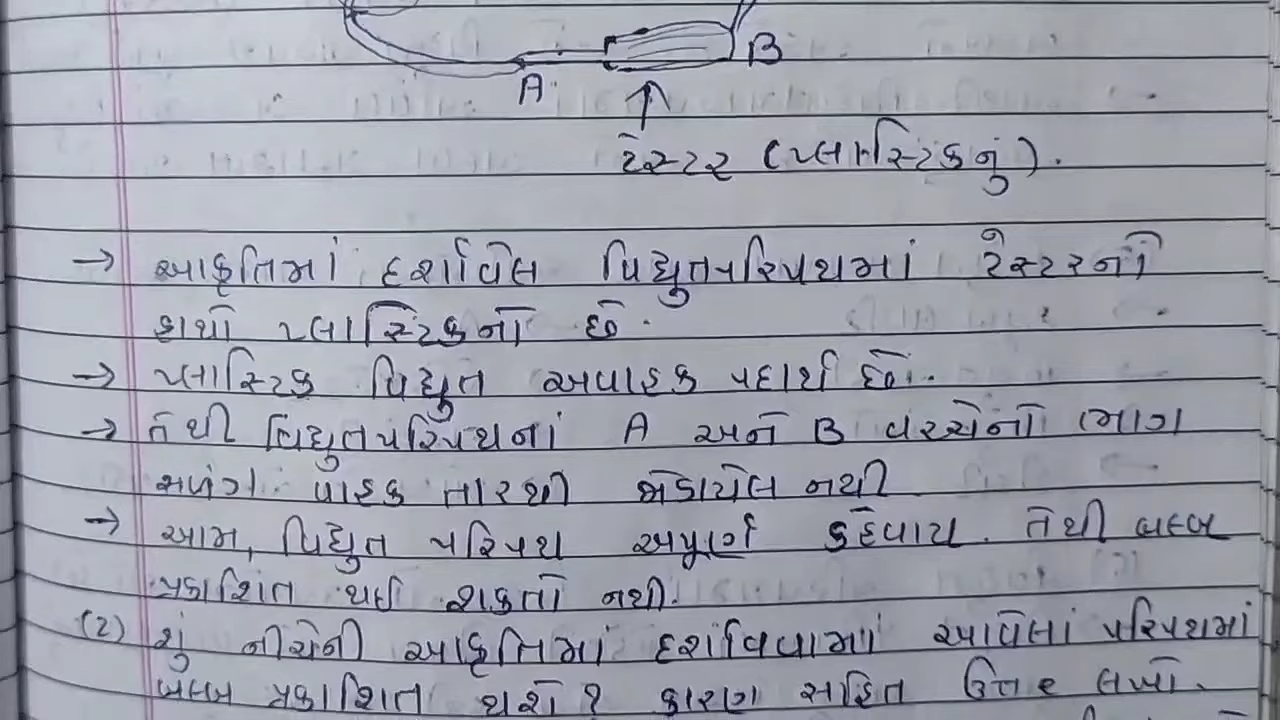 A
B
ટેસ્ટર (પ્લાસ્ટિકનું).
→ આકૃતિમાં દર્શાવેલ વિદ્યુતપરિપથમાં ટેસ્ટરનો
હાથો પ્લાસ્ટિકનો છે.
→ પ્લાસ્ટિક વિદ્યુત અવાહક પદાર્થ છે.
→ તેથી વિદ્યુતપરિપથનાં A અને B વચ્ચેનો ભાગ
સળંગ વાહક તારથી જોડાયેલ નથી
→ આમ, વિદ્યુત પરિપથ અપૂર્ણ કહેવાય. તેથી બલ્બ
પ્રકાશિત થઈ શકતો નથી.
(2) શું નીચેની આકૃતિમાં દર્શાવવામાં આવેલાં પરિપથમાં
બલ્બ પ્રકાશિત થશે? કારણ સહિત ઉત્તર લખો.